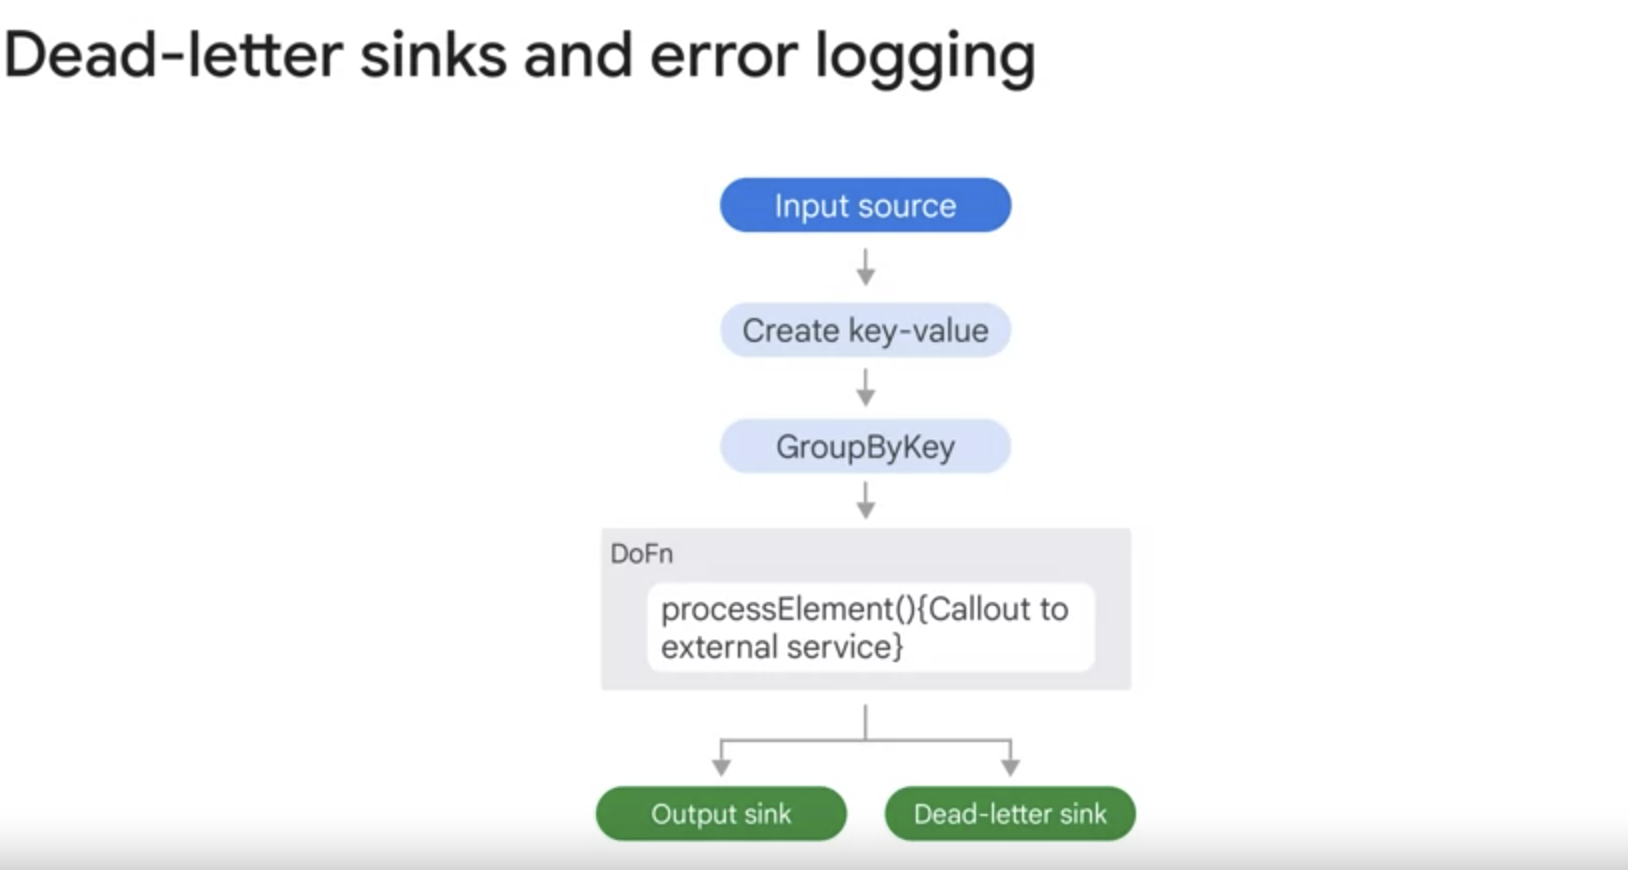 Dead-letter sinks and error logging
Input source
Create key-value
GroupByKey
DoFn
processElement(){Callout to
external service}
Output sink
Dead-letter sink